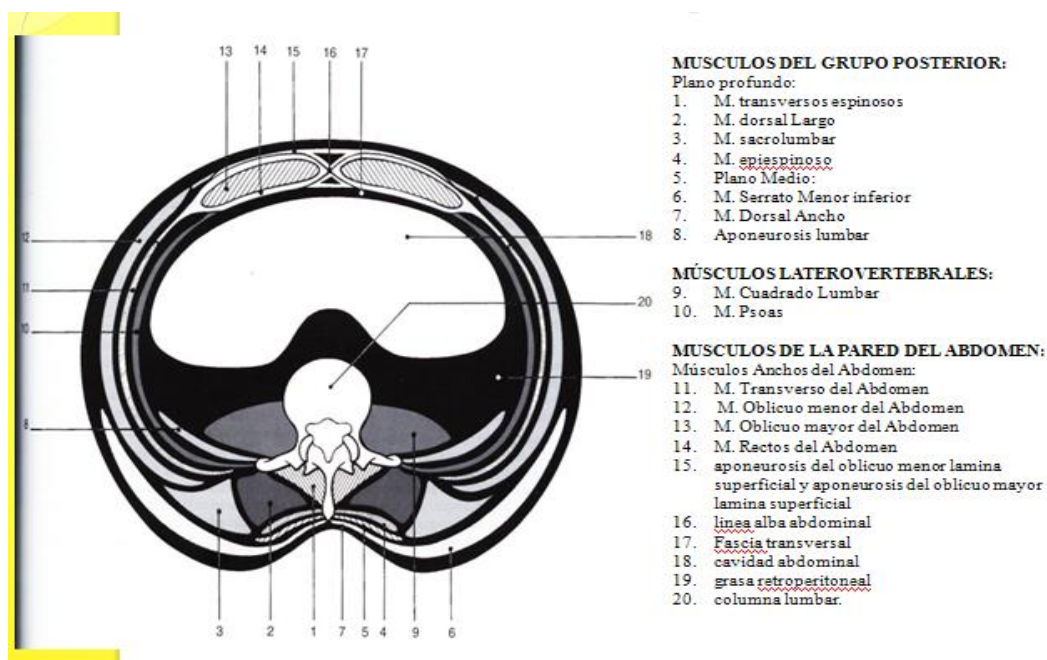 13 14 15 16 17
12
11
10
8
18
20
19
3 2 1 7 5 4 9 6
MUSCULOS DEL GRUPO POSTERIOR:
Plano profundo:
1. M. transversos espinosos
2. M. dorsal Largo
3. M. sacrolumbar
4. M. epiespinoso
5. Plano Medio:
6. M. Serrato Menor inferior
7. M. Dorsal Ancho
8. Aponeurosis lumbar
MÚSCULOS LATEROVERTEBRALES:
9. M. Cuadrado Lumbar
10. M. Psoas
MUSCULOS DE LA PARED DEL ABDOMEN:
Músculos Anchos del Abdomen:
11. M. Transverso del Abdomen
12. M. Oblicuo menor del Abdomen
13. M. Oblicuo mayor del Abdomen
14. M. Rectos del Abdomen
15. aponeurosis del oblicuo menor lamina
superficial y aponeurosis del oblicuo mayor
lamina superficial
16. linea alba abdominal
17. Fascia transversal
18. cavidad abdominal
19. grasa retroperitoneal
20. columna lumbar.